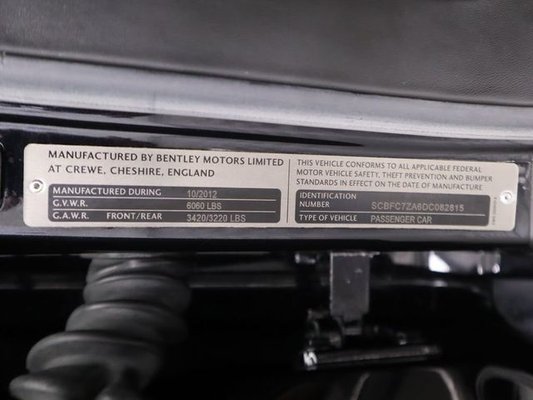 MANUFACTURED BY BENTLEY MOTORS LIMITED
AT CREWE, CHESHIRE, ENGLAND
MANUFACTURED DURING 10/2012
G.V.W.R. 6060 LBS
G.A.W.R. FRONT/REAR 3420/3220 LBS
THIS VEHICLE CONFORMS TO ALL APPLICABLE FEDERAL
MOTOR VEHICLE SAFETY, THEFT PREVENTION AND BUMPER
STANDARDS IN EFFECT ON THE DATE OF MANUFACTURE
IDENTIFICATION
NUMBER SCBFC7ZA6DC082815
TYPE OF VEHICLE PASSENGER CAR